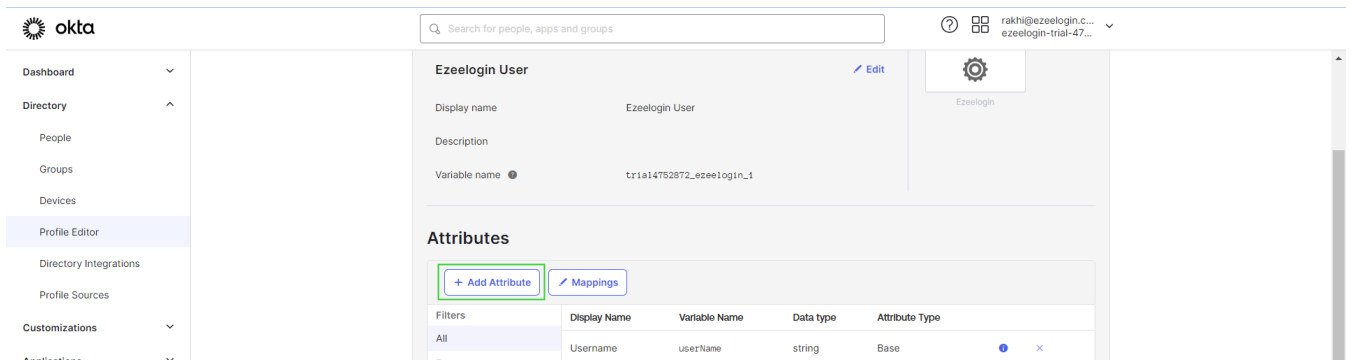 okta
Search for people, apps and groups
rakhi@ezeelogin.c...
ezeelogin-trial-47...
Dashboard
Directory
People
Groups
Devices
Profile Editor
Directory Integrations
Profile Sources
Customizations
Applications
Ezeelogin User
Edit
Display name Ezeelogin User
Description
Variable name trial4752872_ezeelogin_1
Ezeelogin
Attributes
+ Add Attribute Mappings
Filters
All
Display Name Variable Name Data type Attribute Type
Username userName string Base